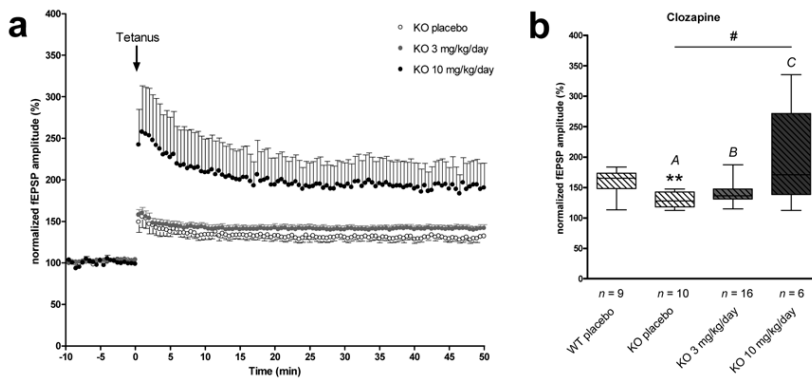 a
Tetanus
KO placebo
KO 3 mg/kg/day
KO 10 mg/kg/day
normalized fEPSP amplitude (%)
400
350
300
250
200
150
100
50
0
-10 -5 0 5 10 15 20 25 30 35 40 45 50
Time (min)
b
Clozapine
#
normalized fEPSP amplitude (%)
400
350
300
250
200
150
100
50
0
A
**
B
C
n = 9 n = 10 n = 16 n = 6
WT placebo
KO placebo
KO 3 mg/kg/day
KO 10 mg/kg/day